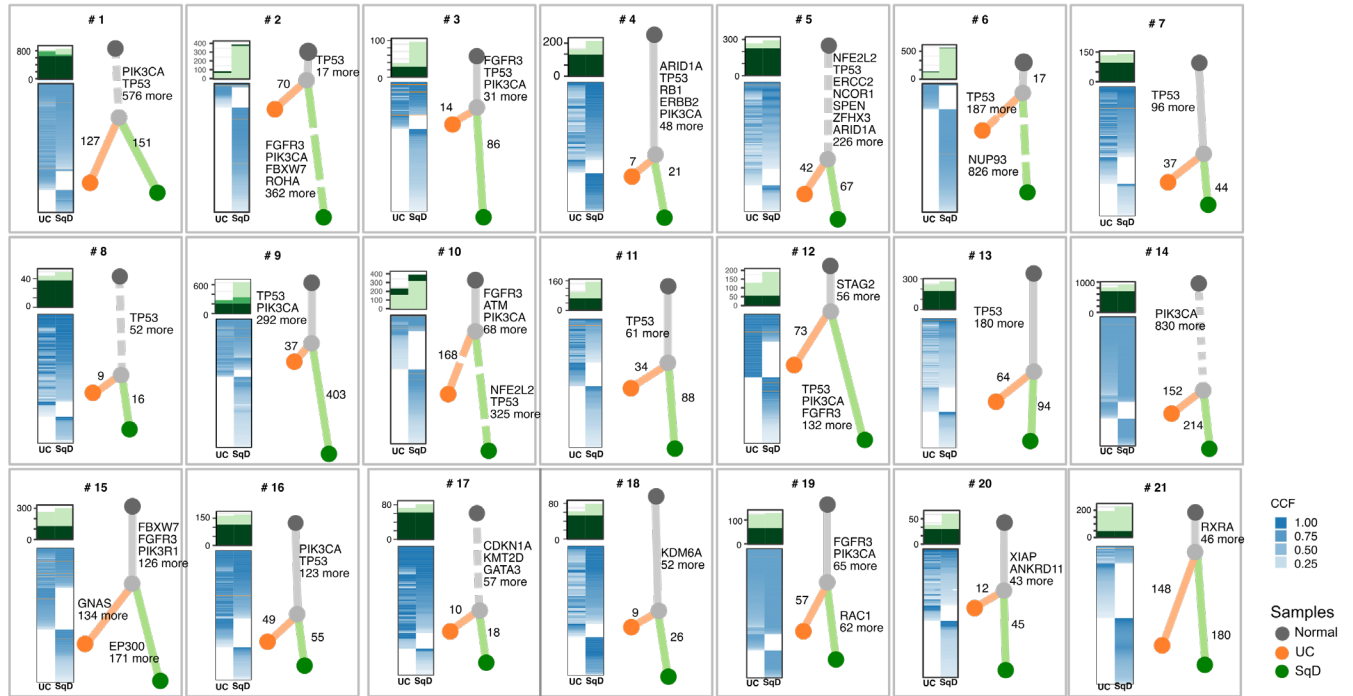 # 1
800
0
PIK3CA
TP53
576 more
127
151
UC SqD
# 2
400
300
200
100
0
TP53
17 more
70
FGFR3
PIK3CA
FBXW7
ROHA
362 more
UC SqD
# 3
100
0
FGFR3
TP53
PIK3CA
31 more
14
86
UC SqD
# 4
200
0
ARID1A
TP53
RB1
ERBB2
PIK3CA
48 more
7
21
UC SqD
# 5
300
0
NFE2L2
TP53
ERCC2
NCOR1
SPEN
ZFHX3
ARID1A
226 more
42
67
UC SqD
# 6
500
0
17
TP53
187 more
NUP93
826 more
UC SqD
# 7
150
0
TP53
96 more
37
44
UC SqD
# 8
40
0
TP53
52 more
9
16
UC SqD
# 9
600
0
TP53
PIK3CA
292 more
37
403
UC SqD
# 10
400
300
200
100
0
FGFR3
ATM
PIK3CA
68 more
168
NFE2L2
TP53
325 more
UC SqD
# 11
160
0
TP53
61 more
34
88
UC SqD
# 12
200
150
100
50
0
STAG2
56 more
73
TP53
PIK3CA
FGFR3
132 more
UC SqD
# 13
300
0
TP53
180 more
64
94
UC SqD
# 14
1000
0
PIK3CA
830 more
152
214
UC SqD
# 15
300
0
FBXW7
FGFR3
PIK3R1
126 more
GNAS
134 more
EP300
171 more
UC SqD
# 16
150
0
PIK3CA
TP53
123 more
49
55
UC SqD
# 17
80
0
CDKN1A
KMT2D
GATA3
57 more
10
18
UC SqD
# 18
80
0
KDM6A
52 more
9
26
UC SqD
# 19
100
0
FGFR3
PIK3CA
65 more
57
RAC1
62 more
UC SqD
# 20
50
0
XIAP
ANKRD11
43 more
12
45
UC SqD
# 21
200
0
RXRA
46 more
148
180
UC SqD
CCF
1.00
0.75
0.50
0.25
Samples
Normal
UC
SqD